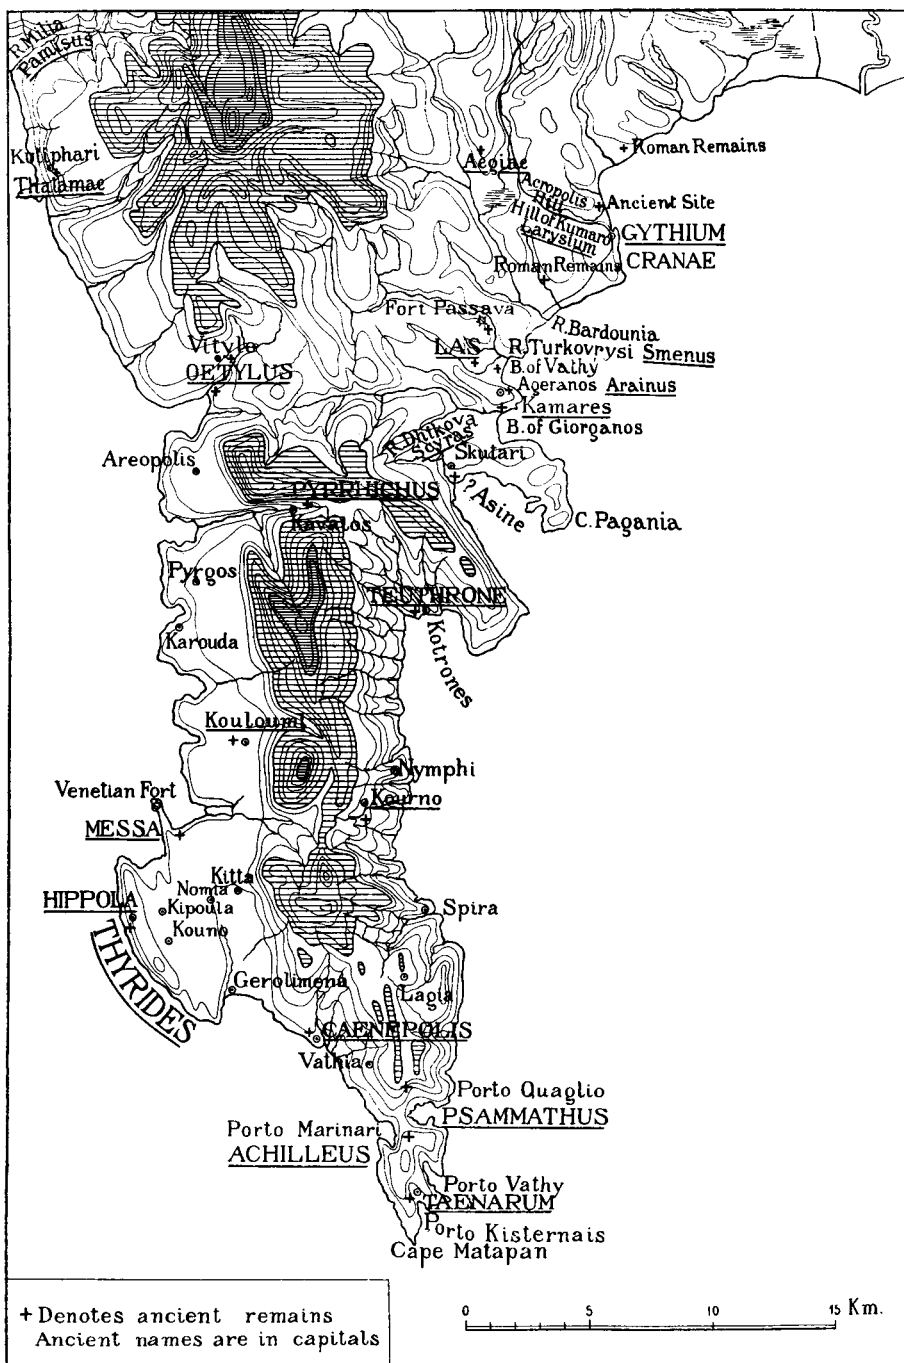 R. Milia
Pamisus
Kutiphari
Thalamae
Aegiae
Roman Remains
Acropolis
Hill
Ancient Site
Hill of Kumaro
Larysium
GYTHIUM
CRANAE
Roman Remains
Fort Passava
R. Bardounia
LAS
R. Turkovrysi Smenus
B. of Vathy
Vitylo
OETYLUS
Ageranos Arainus
Kamares
B. of Giorganos
R. Dhikova
Scyras
Skutari
? Asine
C. Pagania
Areopolis
PYRRHICHUS
Kavalos
Pyrgos
TEUTHRONE
Kotrones
Karouda
Kouloumi
Nymphi
Venetian Fort
Kourno
MESSA
Kitta
Nomia
HIPPOLA
Kipoula
Kouno
Spira
THYRIDES
Gerolimena
Lagia
CAENEPOLIS
Vathia
Porto Quaglio
PSAMMATHUS
Porto Marinari
ACHILLEUS
Porto Vathy
TAENARUM
Porto Kisternais
Cape Matapan
+ Denotes ancient remains
Ancient names are in capitals
0 5 10 15 Km.